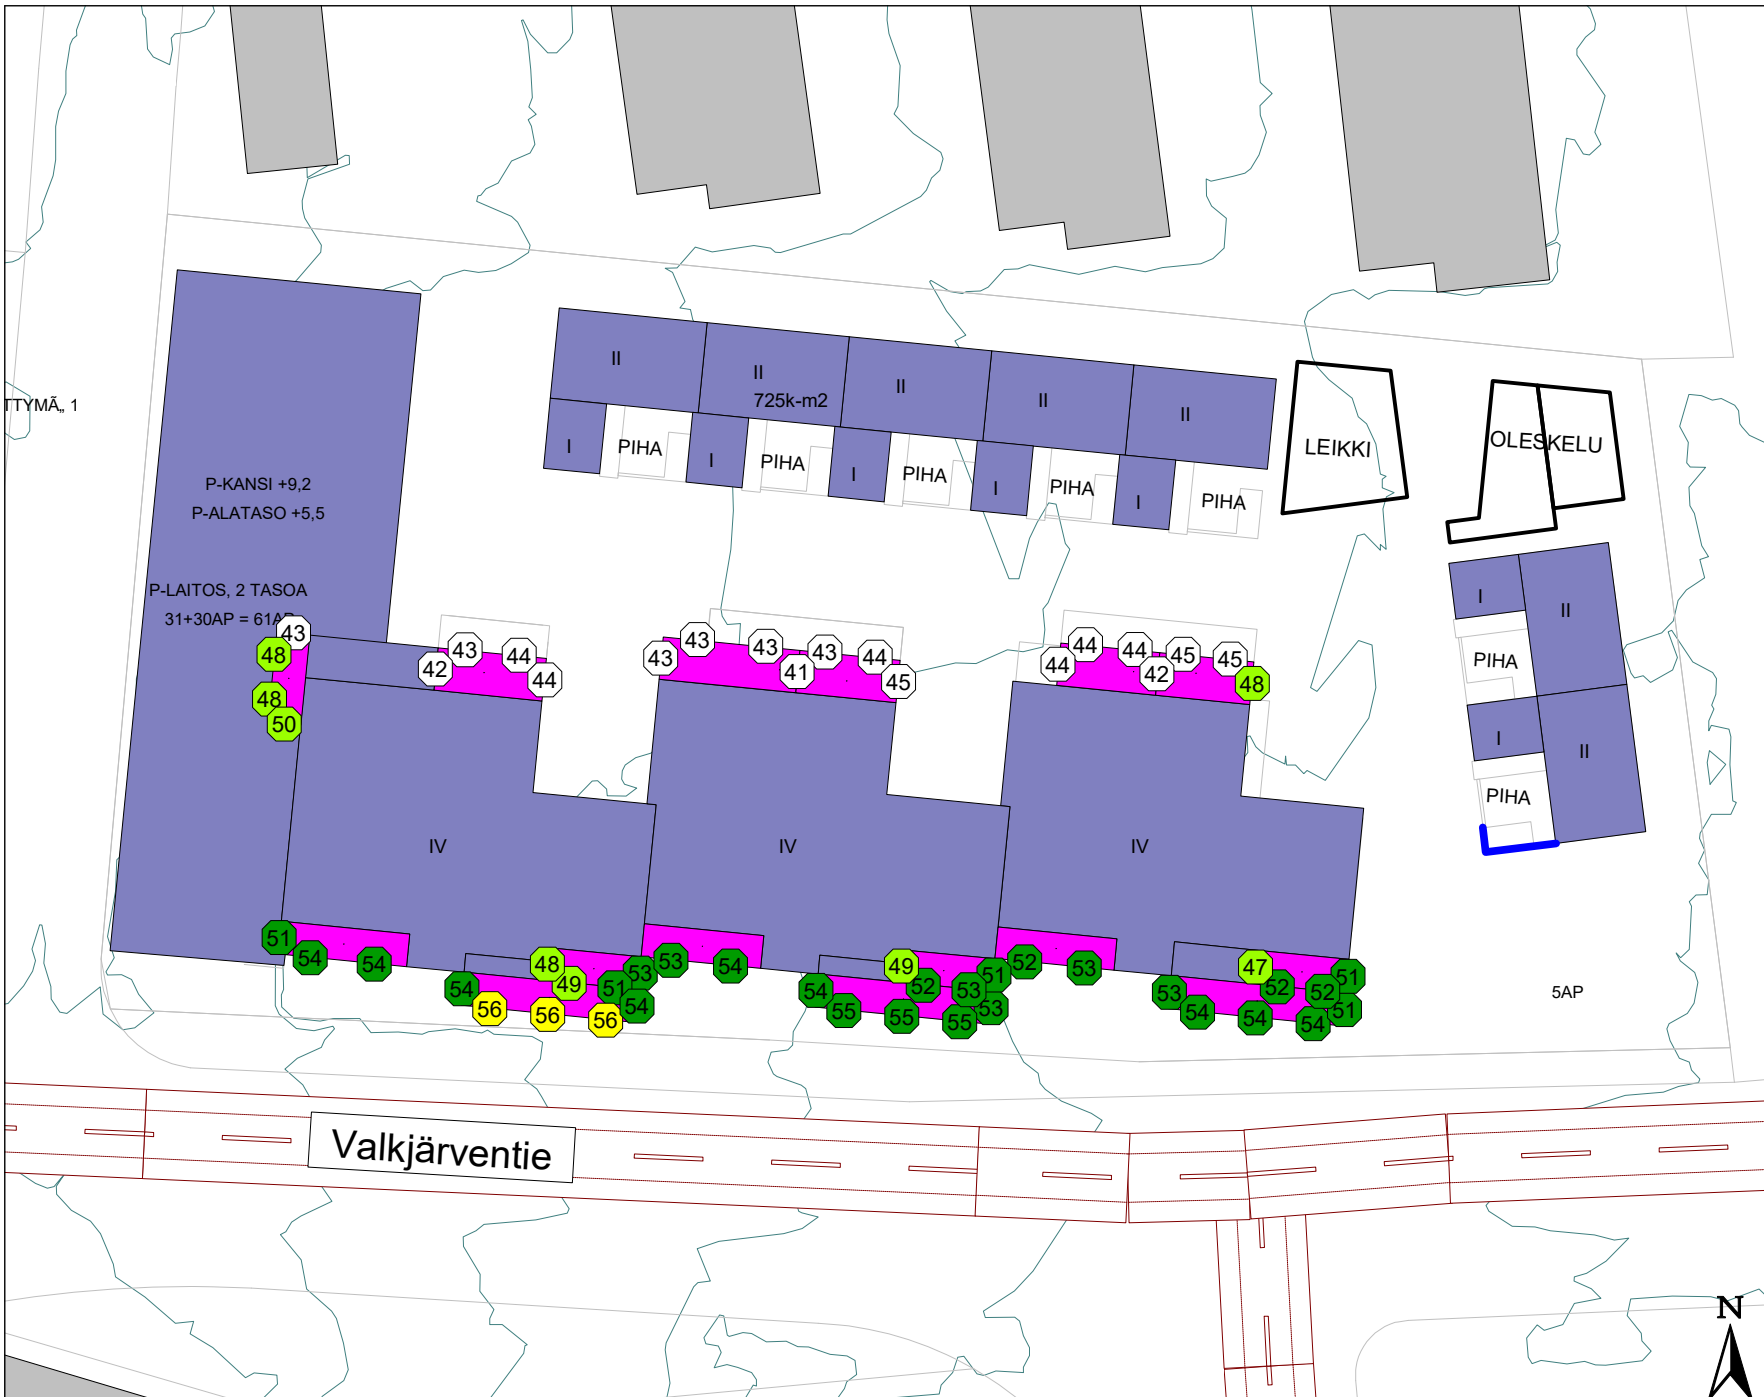 II
II
725k-m2
II
II
II
I
PIHA
I
PIHA
I
PIHA
I
PIHA
I
PIHA
LEIKKI
OLESKELU
TTYMÃ„ 1
P-KANSI +9,2
P-ALATASO +5,5
P-LAITOS, 2 TASOA
31+30AP = 61AP
I
II
PIHA
I
II
PIHA
43
48
48
50
42
43
44
44
43
43
43
41
43
44
45
44
44
44
42
45
45
48
IV
IV
IV
51
54
54
48
49
51
53
54
54
56
56
56
53
54
49
52
53
51
53
54
55
55
55
52
53
47
52
52
51
51
53
54
54
54
5AP
Valkjärventie
N